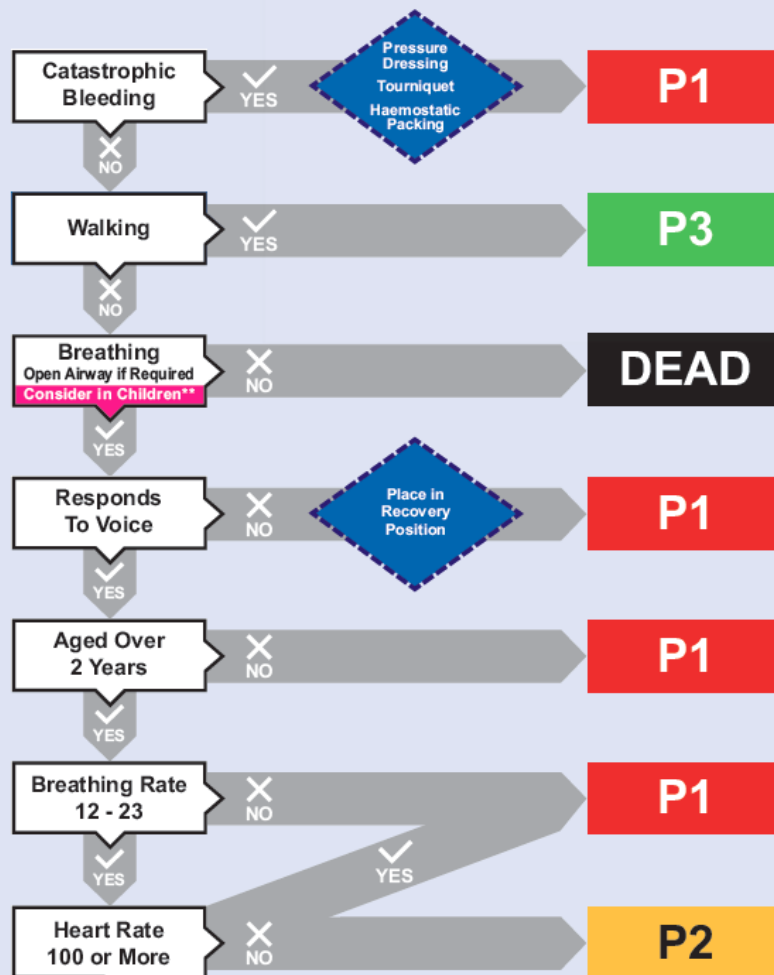 Catastrophic
Bleeding
YES
Pressure
Dressing
Tourniquet
Haemostatic
Packing
P1
NO
Walking
YES
P3
NO
Breathing
Open Airway if Required
Consider in Children**
NO
DEAD
YES
Responds
To Voice
NO
Place in
Recovery
Position
P1
YES
Aged Over
2 Years
NO
P1
YES
Breathing Rate
12 - 23
NO
P1
YES
YES
Heart Rate
100 or More
NO
P2